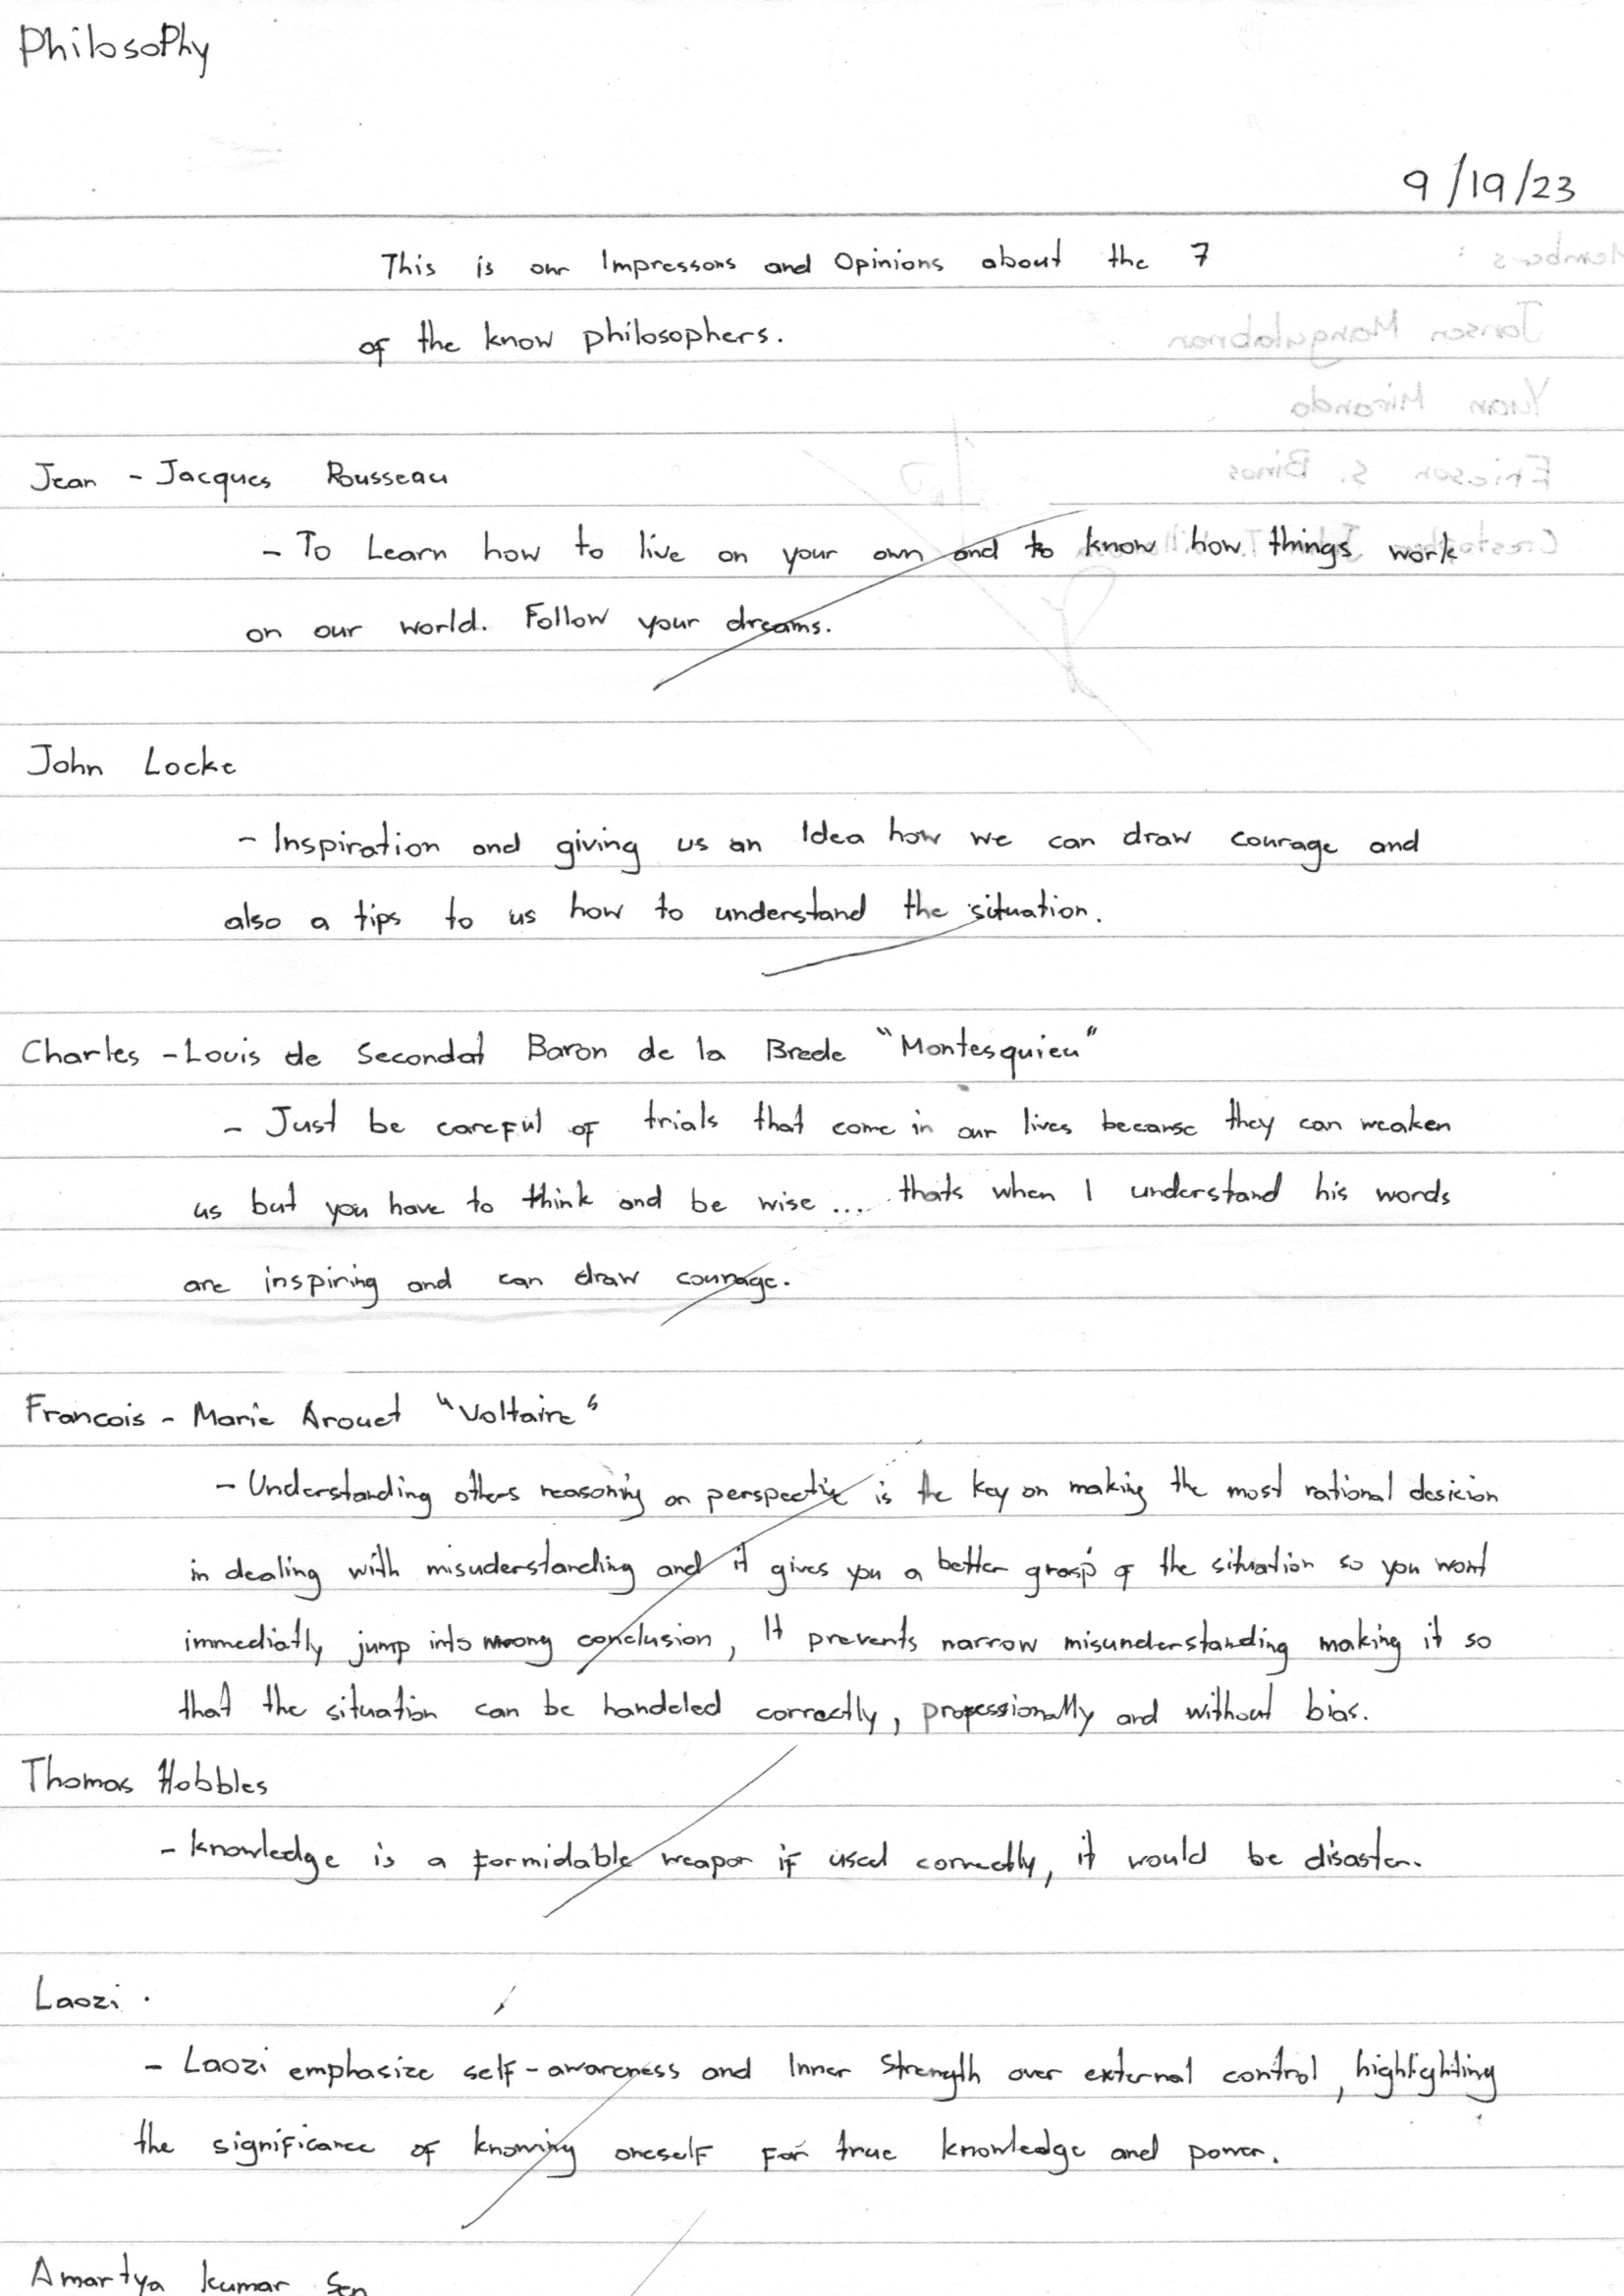 Philosophy
9/19/23
This is our Impressons and Opinions about the 7
of the know philosophers.
Members :
Jansen Mangulabnan
Yuan Miranda
Ericson S. Binos
Jean - Jacques Rousseau
- To Learn how to live on your own and to know how things work
on our world. Follow your dreams.
John Locke
- Inspiration and giving us an Idea how we can draw courage and
also a tips to us how to understand the situation.
Charles - Louis de Secondat Baron de la Brede "Montesquieu"
- Just be careful of trials that come in our lives because they can weaken
us but you have to think and be wise ... thats when I understand his words
are inspiring and can draw courage.
Francois - Marie Arouet "Voltaire"
- Understanding others reasoning or perspective is the key on making the most rational desicion
in dealing with misuderstanding and it gives you a better grasp of the situation so you wont
immediatly jump into wrong conclusion, It prevents narrow misunderstanding making it so
that the situation can be handeled correctly, professionally and without bias.
Thomas Hobbles
- knowledge is a formidable weapon if used correctly, it would be disaster.
Laozi .
- Laozi emphasize self-awareness and Inner Strength over external control, highlighting
the significance of knowing oneself for true knowledge and power.
Amartya kumar Sen